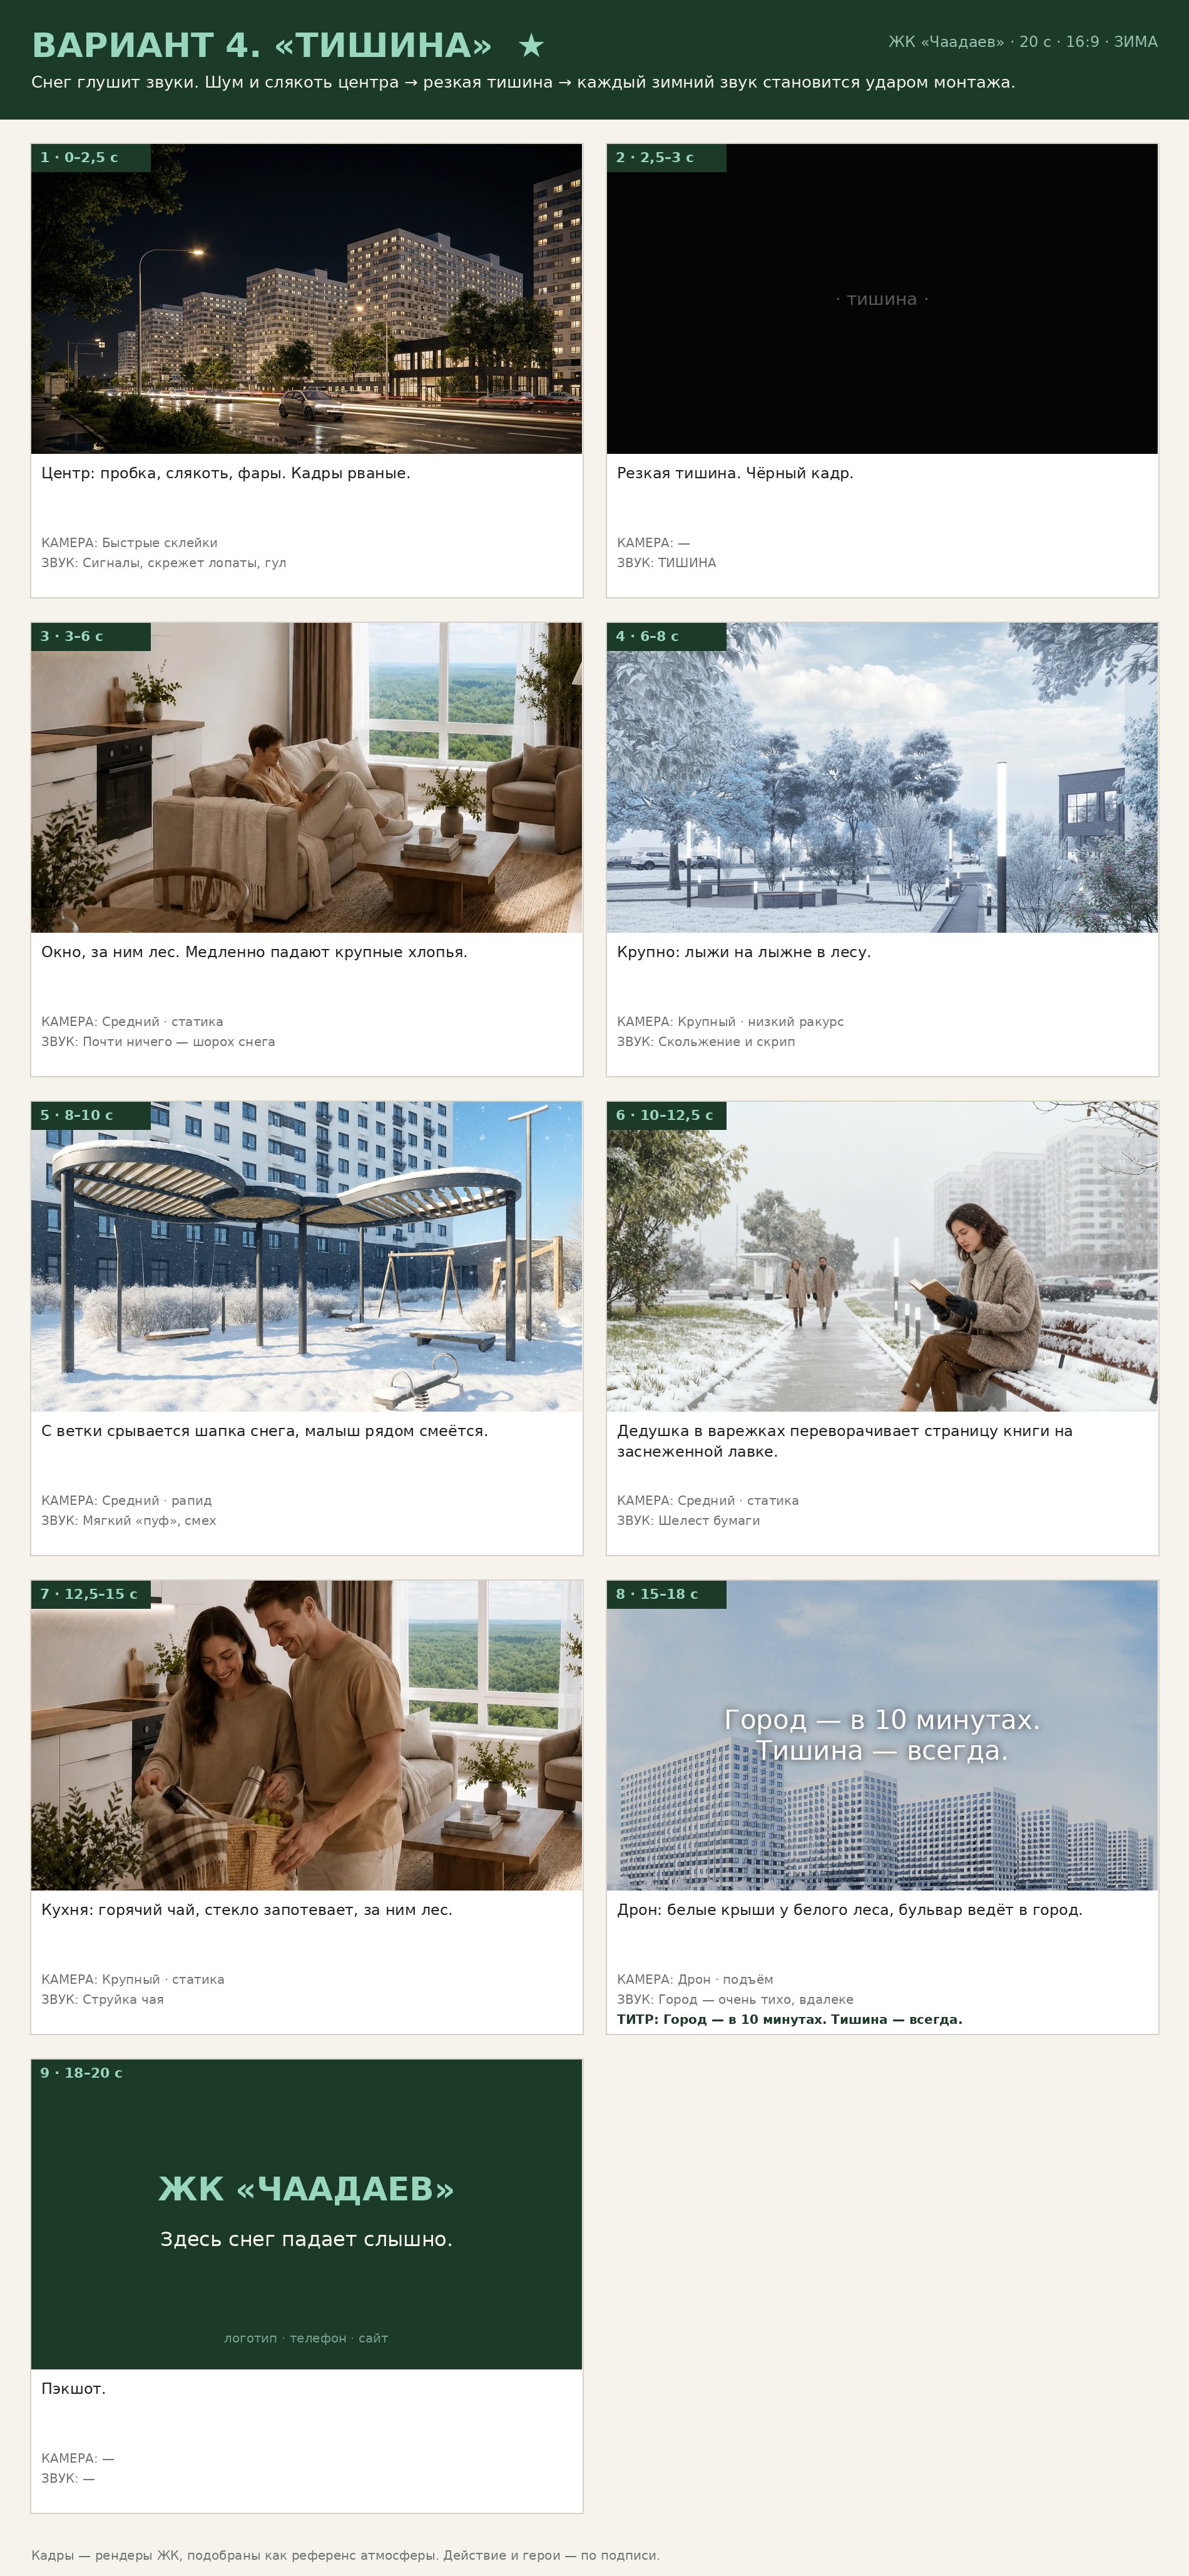 ВАРИАНТ 4. «ТИШИНА» ★
ЖК «Чаадаев» · 20 с · 16:9 · ЗИМА
Снег глушит звуки. Шум и слякоть центра → резкая тишина → каждый зимний звук становится ударом монтажа.
1 · 0–2,5 с
Центр: пробка, слякоть, фары. Кадры рваные.
КАМЕРА: Быстрые склейки
ЗВУК: Сигналы, скрежет лопаты, гул
2 · 2,5–3 с
· тишина ·
Резкая тишина. Чёрный кадр.
КАМЕРА: —
ЗВУК: ТИШИНА
3 · 3–6 с
Окно, за ним лес. Медленно падают крупные хлопья.
КАМЕРА: Средний · статика
ЗВУК: Почти ничего — шорох снега
4 · 6–8 с
Крупно: лыжи на лыжне в лесу.
КАМЕРА: Крупный · низкий ракурс
ЗВУК: Скольжение и скрип
5 · 8–10 с
С ветки срывается шапка снега, малыш рядом смеётся.
КАМЕРА: Средний · рапид
ЗВУК: Мягкий «пуф», смех
6 · 10–12,5 с
Дедушка в варежках переворачивает страницу книги на
заснеженной лавке.
КАМЕРА: Средний · статика
ЗВУК: Шелест бумаги
7 · 12,5–15 с
Кухня: горячий чай, стекло запотевает, за ним лес.
КАМЕРА: Крупный · статика
ЗВУК: Струйка чая
8 · 15–18 с
Город — в 10 минутах.
Тишина — всегда.
Дрон: белые крыши у белого леса, бульвар ведёт в город.
КАМЕРА: Дрон · подъём
ЗВУК: Город — очень тихо, вдалеке
ТИТР: Город — в 10 минутах. Тишина — всегда.
9 · 18–20 с
ЖК «ЧААДАЕВ»
Здесь снег падает слышно.
логотип · телефон · сайт
Пэкшот.
КАМЕРА: —
ЗВУК: —
Кадры — рендеры ЖК, подобраны как референс атмосферы. Действие и герои — по подписи.